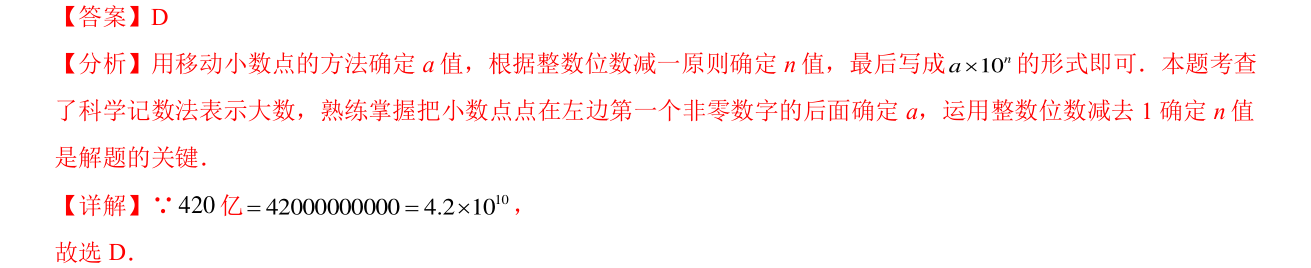 【答案】D
【分析】用移动小数点的方法确定 a 值，根据整数位数减一原则确定 n 值，最后写成 a×10ⁿ 的形式即可．本题考查
了科学记数法表示大数，熟练掌握把小数点点在左边第一个非零数字的后面确定 a，运用整数位数减去 1 确定 n 值
是解题的关键．
【详解】∵ 420 亿 = 42000000000 = 4.2×10¹⁰，
故选 D．